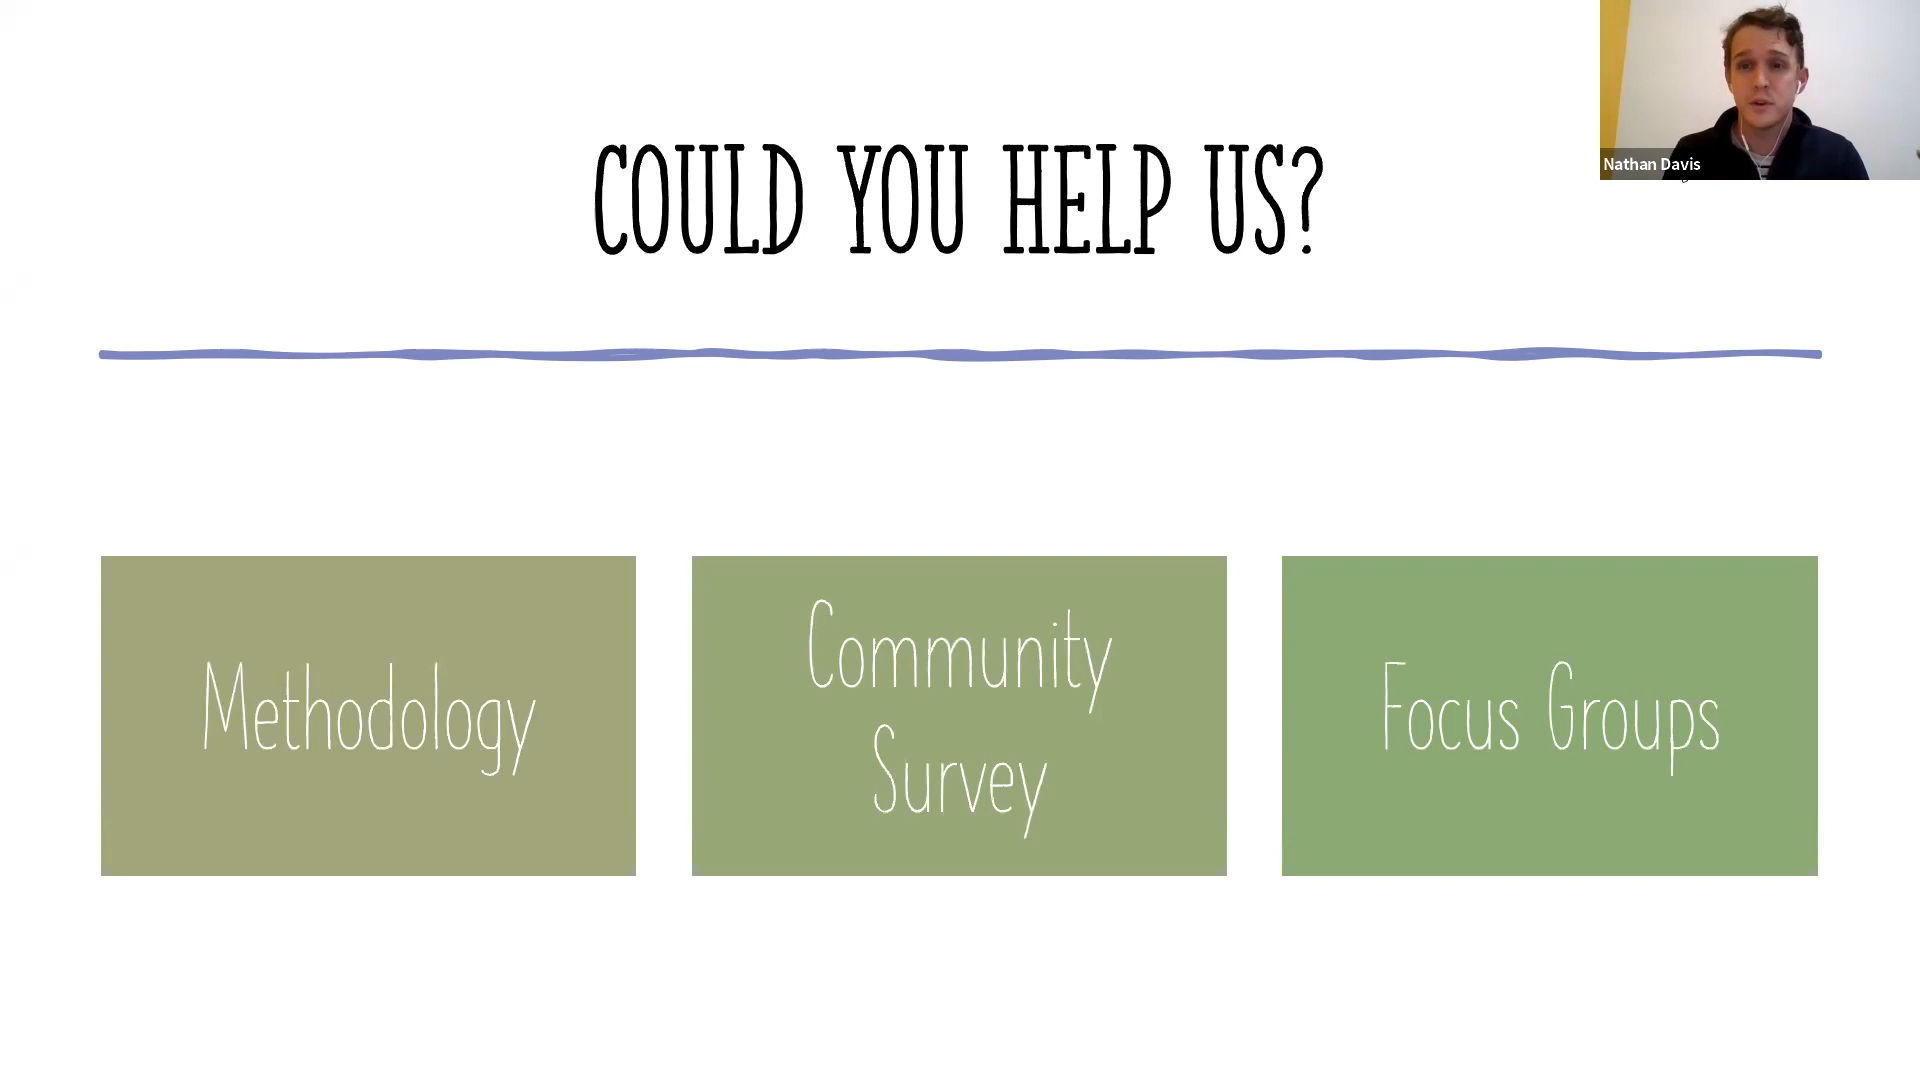 COULD YOU HELP US?
Nathan Davis
Methodology
Community
Survey
Focus Groups